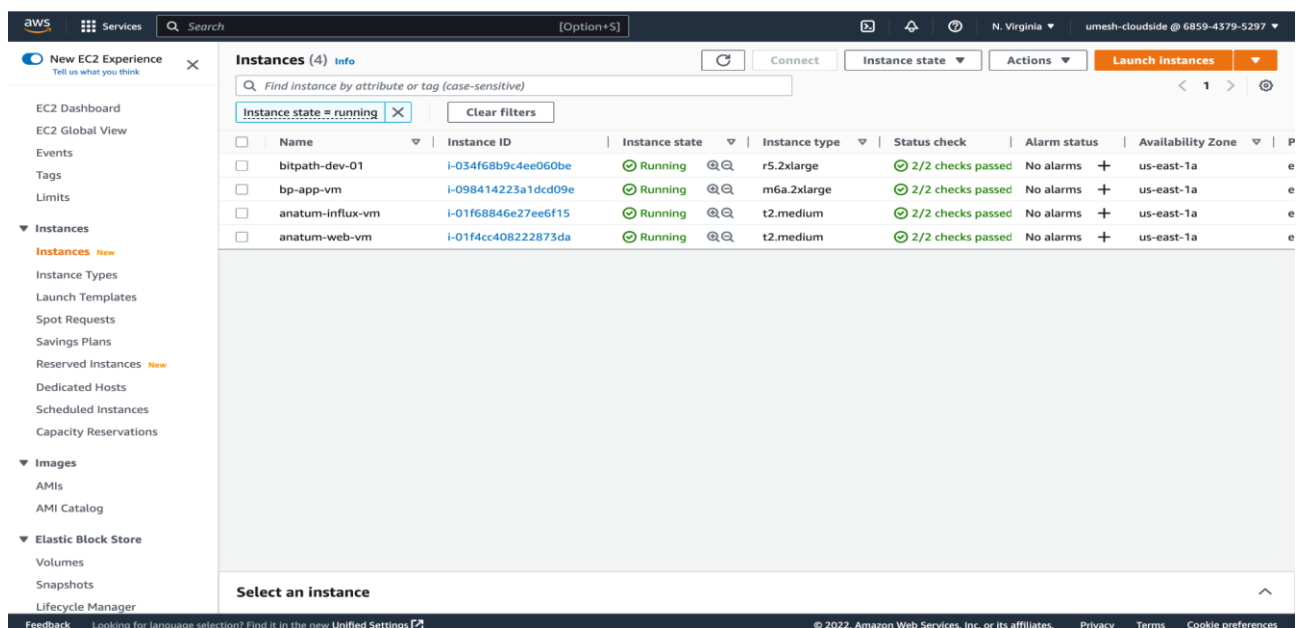 aws Services Search [Option+S] N. Virginia ▼ umesh-cloudside @ 6859-4379-5297 ▼
New EC2 Experience
Tell us what you think
EC2 Dashboard
EC2 Global View
Events
Tags
Limits
▼ Instances
Instances New
Instance Types
Launch Templates
Spot Requests
Savings Plans
Reserved Instances New
Dedicated Hosts
Scheduled Instances
Capacity Reservations
▼ Images
AMIs
AMI Catalog
▼ Elastic Block Store
Volumes
Snapshots
Lifecycle Manager
Instances (4) Info Connect Instance state ▼ Actions ▼ Launch instances ▼
Find instance by attribute or tag (case-sensitive) < 1 >
Instance state = running Clear filters
Name Instance ID Instance state Instance type Status check Alarm status Availability Zone P
bitpath-dev-01 i-034f68b9c4ee060be Running r5.2xlarge 2/2 checks passed No alarms + us-east-1a e
bp-app-vm i-098414223a1dcd09e Running m6a.2xlarge 2/2 checks passed No alarms + us-east-1a e
anatum-influx-vm i-01f68846e27ee6f15 Running t2.medium 2/2 checks passed No alarms + us-east-1a e
anatum-web-vm i-01f4cc408222873da Running t2.medium 2/2 checks passed No alarms + us-east-1a e
Select an instance
Feedback Looking for language selection? Find it in the new Unified Settings © 2022, Amazon Web Services, Inc. or its affiliates. Privacy Terms Cookie preferences